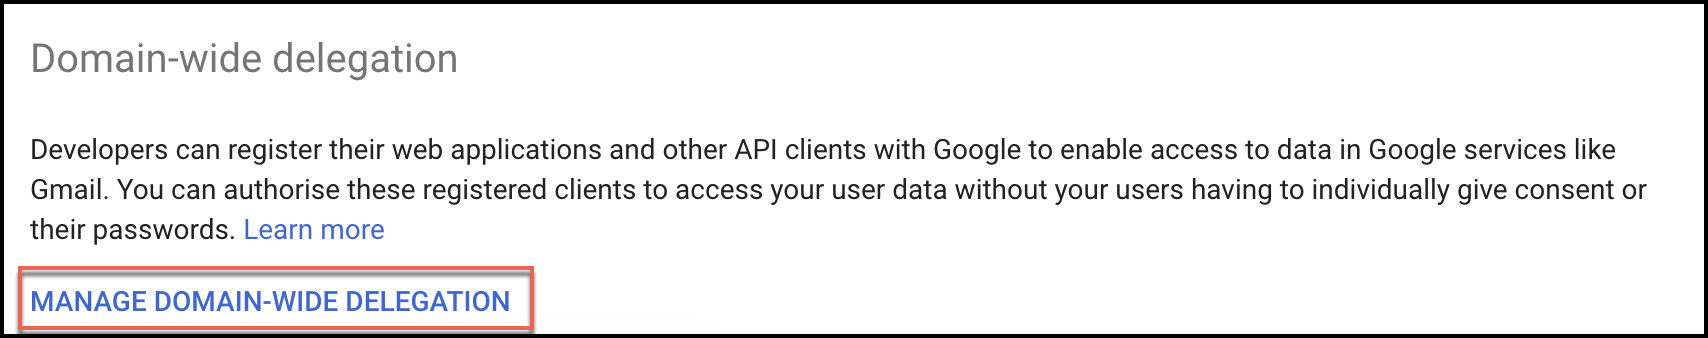 Domain-wide delegation
Developers can register their web applications and other API clients with Google to enable access to data in Google services like
Gmail. You can authorise these registered clients to access your user data without your users having to individually give consent or
their passwords. Learn more
MANAGE DOMAIN-WIDE DELEGATION